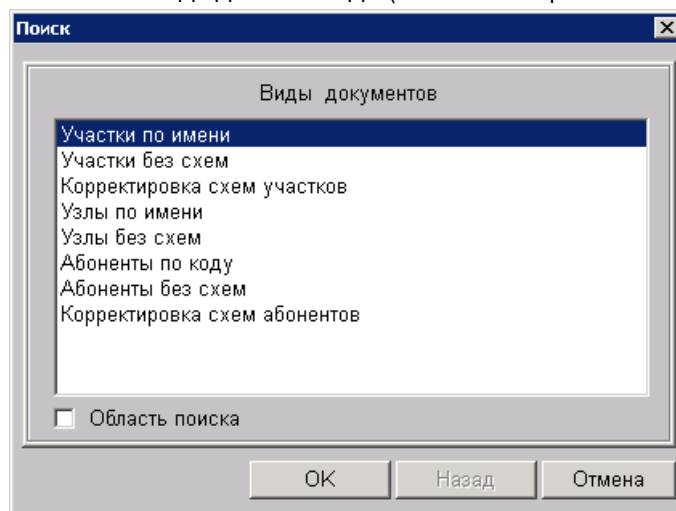 Поиск
Виды документов
Участки по имени
Участки без схем
Корректировка схем участков
Узлы по имени
Узлы без схем
Абоненты по коду
Абоненты без схем
Корректировка схем абонентов
Область поиска
OK Назад Отмена